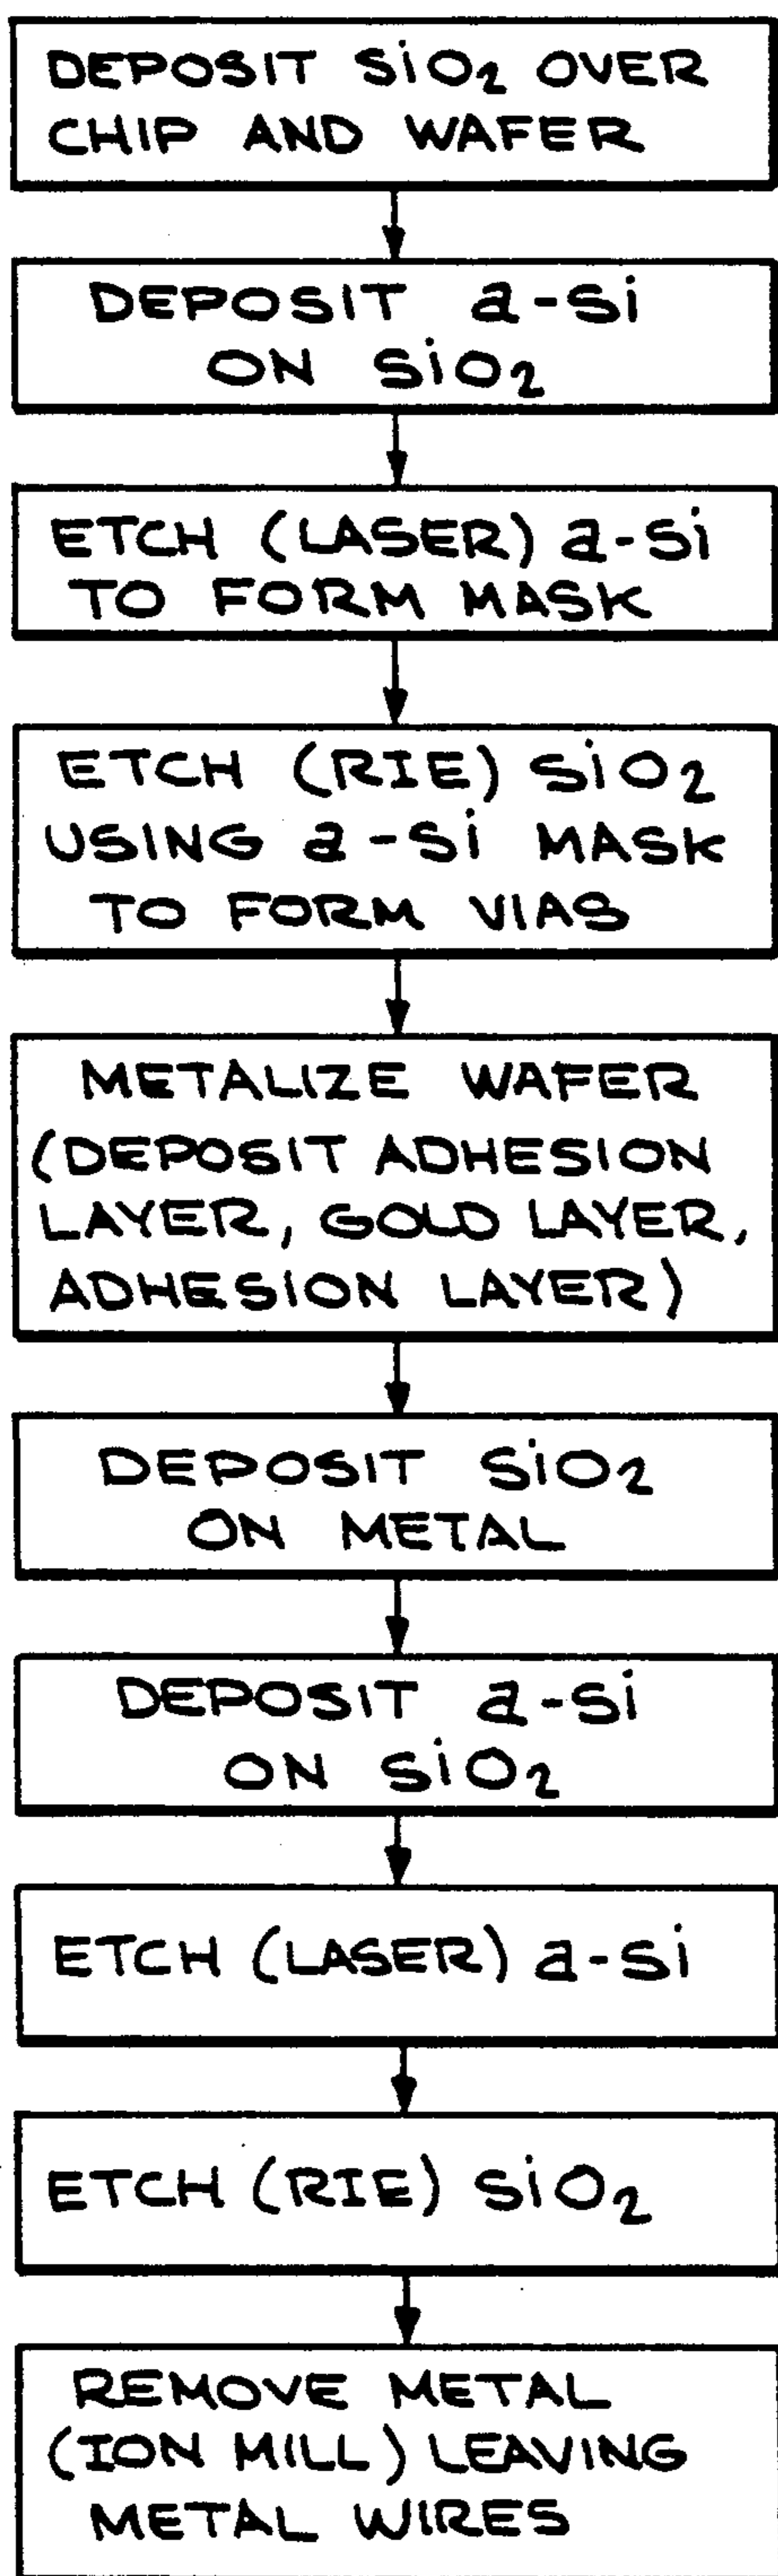 DEPOSIT SiO2 OVER
CHIP AND WAFER
DEPOSIT a-Si
ON SiO2
ETCH (LASER) a-Si
TO FORM MASK
ETCH (RIE) SiO2
USING a-Si MASK
TO FORM VIAS
METALIZE WAFER
(DEPOSIT ADHESION
LAYER, GOLD LAYER,
ADHESION LAYER)
DEPOSIT SiO2
ON METAL
DEPOSIT a-Si
ON SiO2
ETCH (LASER) a-Si
ETCH (RIE) SiO2
REMOVE METAL
(ION MILL) LEAVING
METAL WIRES